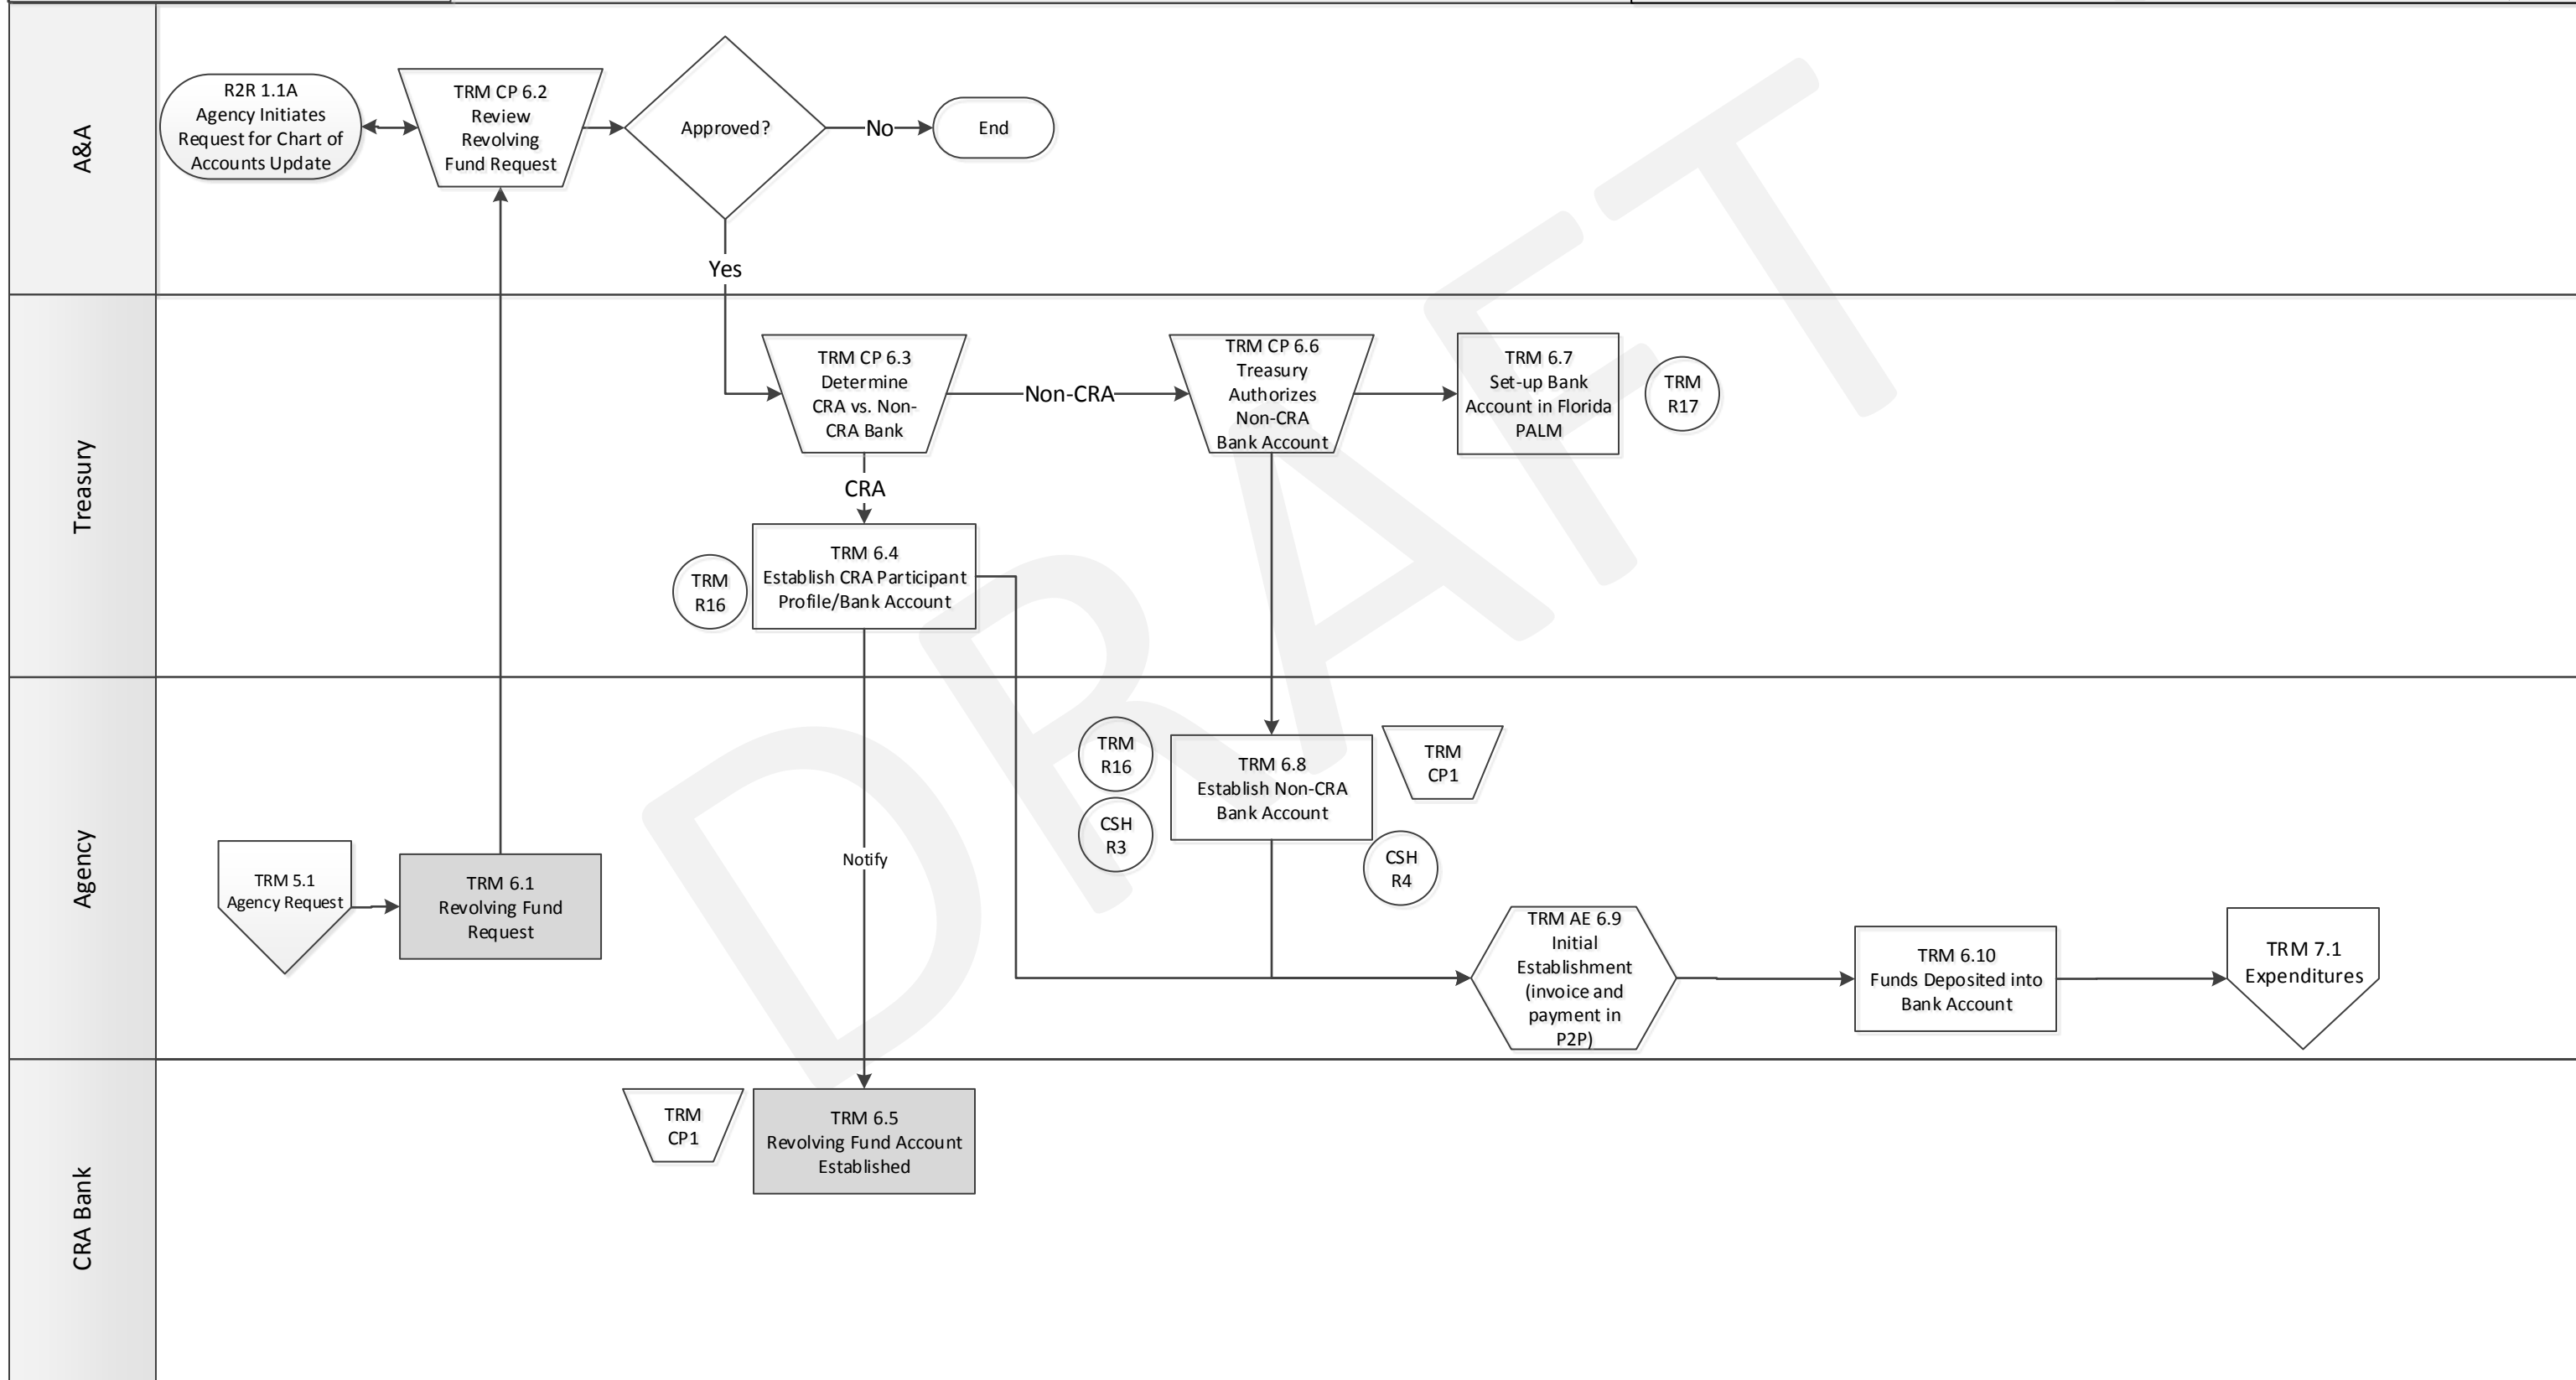 A&A
R2R 1.1A
Agency Initiates
Request for Chart of
Accounts Update
TRM CP 6.2
Review
Revolving
Fund Request
Approved?
No
End
Yes
Treasury
TRM CP 6.3
Determine
CRA vs. Non-
CRA Bank
Non-CRA
TRM CP 6.6
Treasury
Authorizes
Non-CRA
Bank Account
TRM 6.7
Set-up Bank
Account in Florida
PALM
TRM
R17
CRA
TRM
R16
TRM 6.4
Establish CRA Participant
Profile/Bank Account
Agency
TRM 5.1
Agency Request
TRM 6.1
Revolving Fund
Request
Notify
TRM
R16
CSH
R3
TRM 6.8
Establish Non-CRA
Bank Account
TRM
CP1
CSH
R4
TRM AE 6.9
Initial
Establishment
(invoice and
payment in
P2P)
TRM 6.10
Funds Deposited into
Bank Account
TRM 7.1
Expenditures
CRA Bank
TRM
CP1
TRM 6.5
Revolving Fund Account
Established
DRAFT